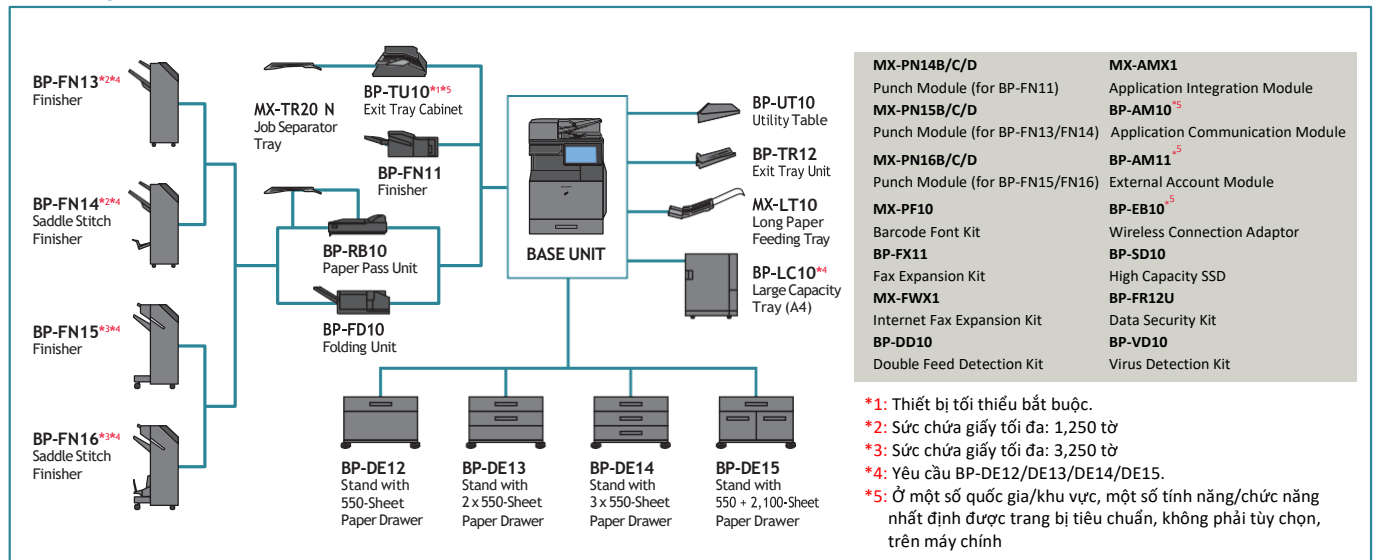 BP-FN13*2*4
Finisher
BP-FN14*2*4
Saddle Stitch
Finisher
BP-FN15*3*4
Finisher
BP-FN16*3*4
Saddle Stitch
Finisher
MX-TR20 N
Job Separator
Tray
BP-TU10*1*5
Exit Tray Cabinet
BP-FN11
Finisher
BP-RB10
Paper Pass Unit
BP-FD10
Folding Unit
BASE UNIT
BP-UT10
Utility Table
BP-TR12
Exit Tray Unit
MX-LT10
Long Paper
Feeding Tray
BP-LC10*4
Large Capacity
Tray (A4)
BP-DE12
Stand with
550-Sheet
Paper Drawer
BP-DE13
Stand with
2 x 550-Sheet
Paper Drawer
BP-DE14
Stand with
3 x 550-Sheet
Paper Drawer
BP-DE15
Stand with
550 + 2,100-Sheet
Paper Drawer
MX-PN14B/C/D
Punch Module (for BP-FN11)
MX-PN15B/C/D
Punch Module (for BP-FN13/FN14)
MX-PN16B/C/D
Punch Module (for BP-FN15/FN16)
MX-PF10
Barcode Font Kit
BP-FX11
Fax Expansion Kit
MX-FWX1
Internet Fax Expansion Kit
BP-DD10
Double Feed Detection Kit
MX-AMX1
Application Integration Module
BP-AM10*5
Application Communication Module
BP-AM11*5
External Account Module
BP-EB10*5
Wireless Connection Adaptor
BP-SD10
High Capacity SSD
BP-FR12U
Data Security Kit
BP-VD10
Virus Detection Kit
*1: Thiết bị tối thiểu bắt buộc.
*2: Sức chứa giấy tối đa: 1,250 tờ
*3: Sức chứa giấy tối đa: 3,250 tờ
*4: Yêu cầu BP-DE12/DE13/DE14/DE15.
*5: Ở một số quốc gia/khu vực, một số tính năng/chức năng
nhất định được trang bị tiêu chuẩn, không phải tùy chọn,
trên máy chính